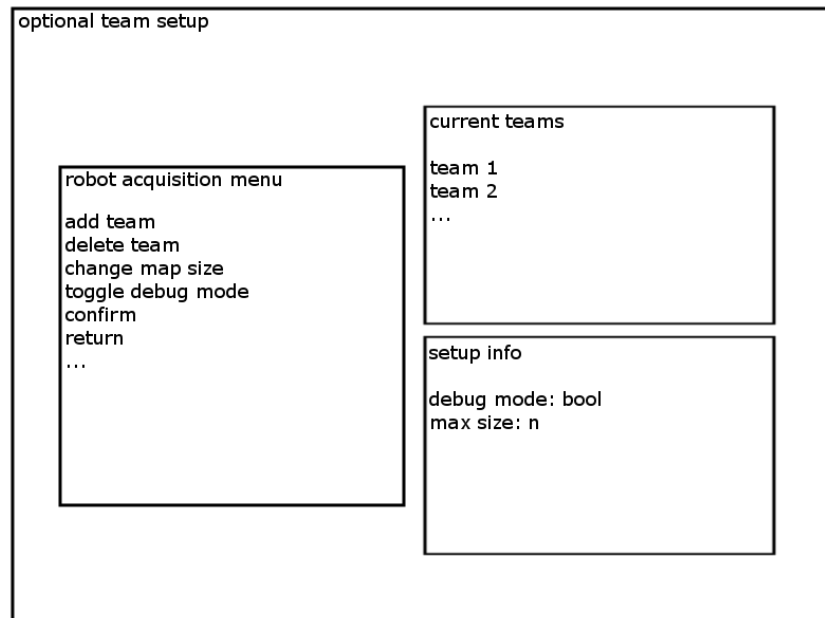 optional team setup
robot acquisition menu
add team
delete team
change map size
toggle debug mode
confirm
return
...
current teams
team 1
team 2
...
setup info
debug mode: bool
max size: n